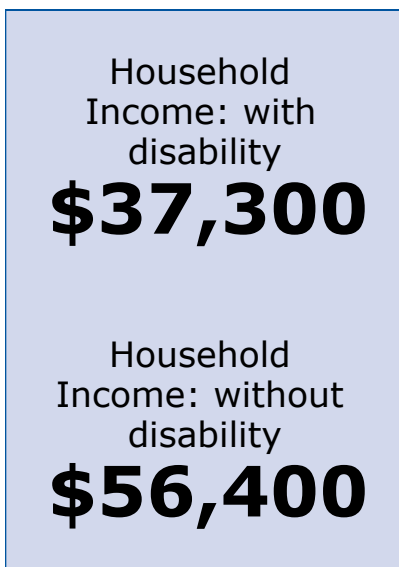 Household
Income: with
disability
$37,300
Household
Income: without
disability
$56,400